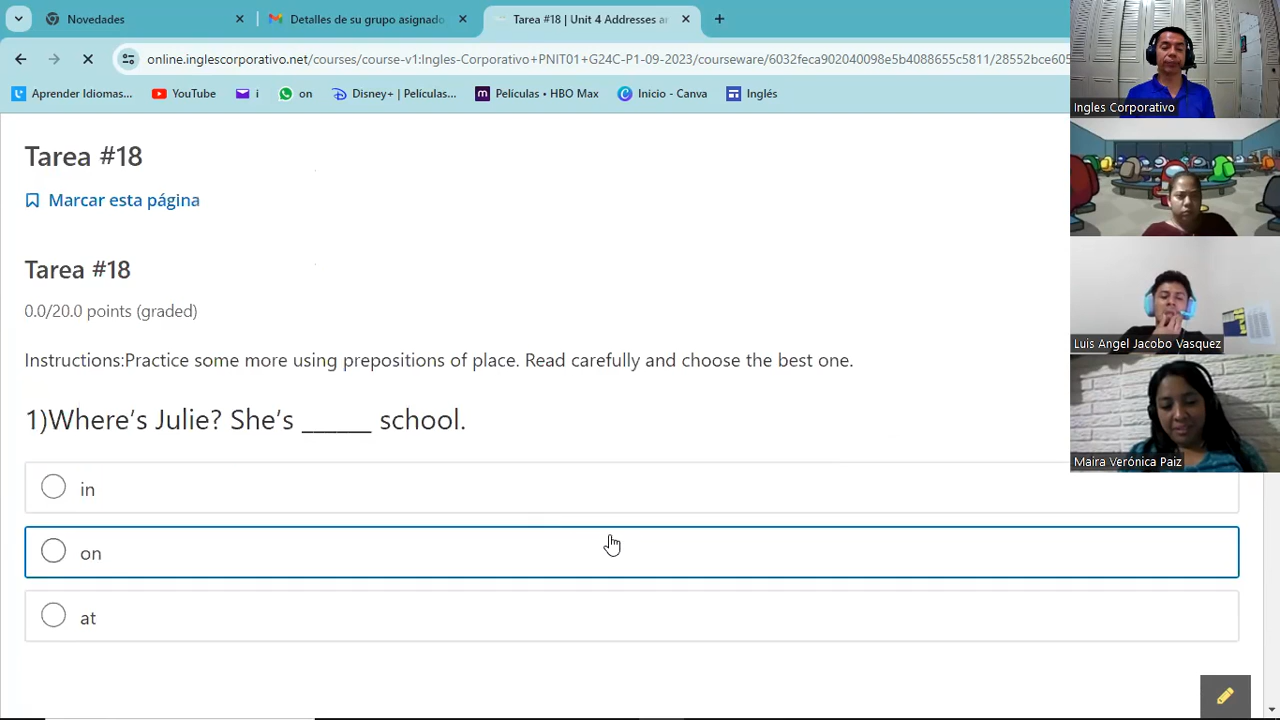 Novedades
Detalles de su grupo asignado
Tarea #18 | Unit 4 Addresses ar
online.inglescorporativo.net/courses/course-v1:Ingles-Corporativo+PNIT01+G24C-P1-09-2023/courseware/
Aprender Idiomas...
YouTube
i
on
Disney+ | Películas...
Películas • HBO Max
Inicio - Canva
Inglés
Ingles Corporativo
Luis Angel Jacobo Vasquez
Maira Verónica Paiz
Tarea #18
Marcar esta página
Tarea #18
0.0/20.0 points (graded)
Instructions:Practice some more using prepositions of place. Read carefully and choose the best one.
1)Where’s Julie? She’s ______ school.
in
on
at